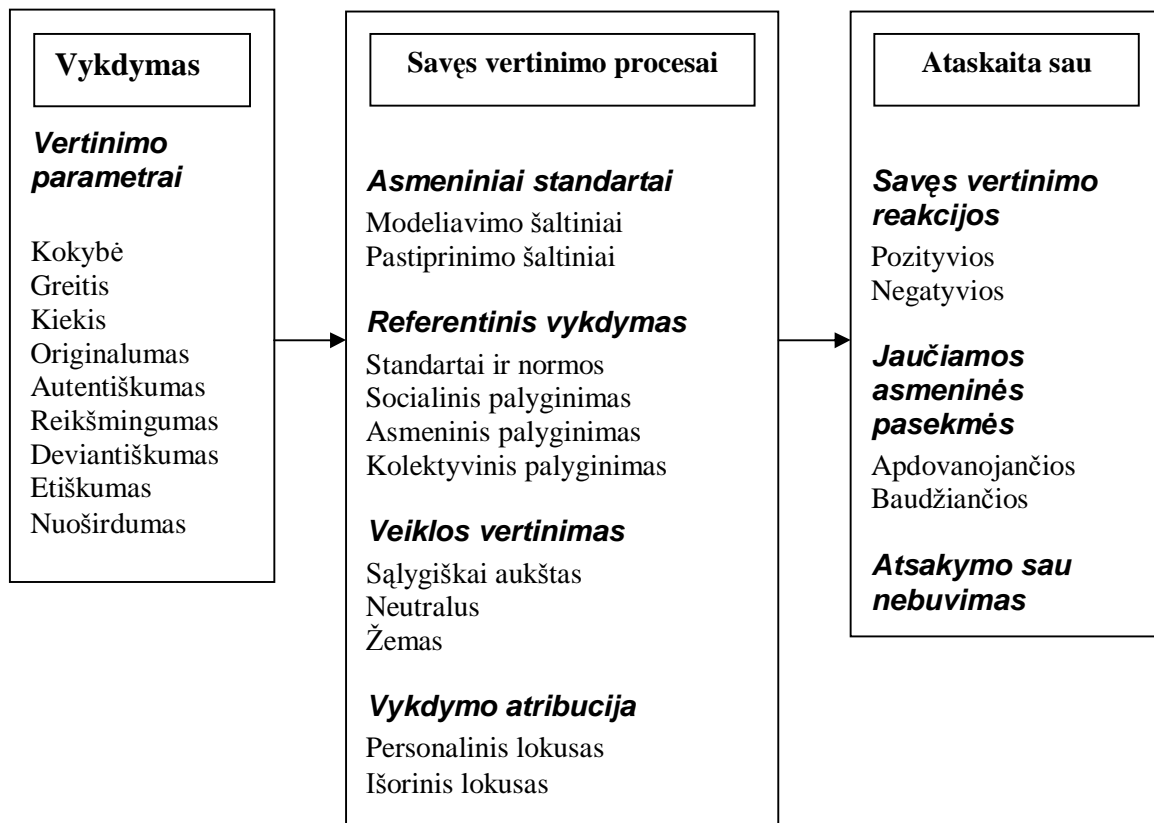 Vykdymas
Vertinimo
parametrai
Kokybė
Greitis
Kiekis
Originalumas
Autentiškumas
Reikšmingumas
Deviantiškumas
Etiškumas
Nuoširdumas
Savęs vertinimo procesai
Asmeniniai standartai
Modeliavimo šaltiniai
Pastiprinimo šaltiniai
Referentinis vykdymas
Standartai ir normos
Socialinis palyginimas
Asmeninis palyginimas
Kolektyvinis palyginimas
Veiklos vertinimas
Sąlygiškai aukštas
Neutralus
Žemas
Vykdymo atribucija
Personalinis lokusas
Išorinis lokusas
Ataskaita sau
Savęs vertinimo
reakcijos
Pozityvios
Negatyvios
Jaučiamos
asmeninės
pasekmės
Apdovanojančios
Baudžiančios
Atsakymo sau
nebuvimas